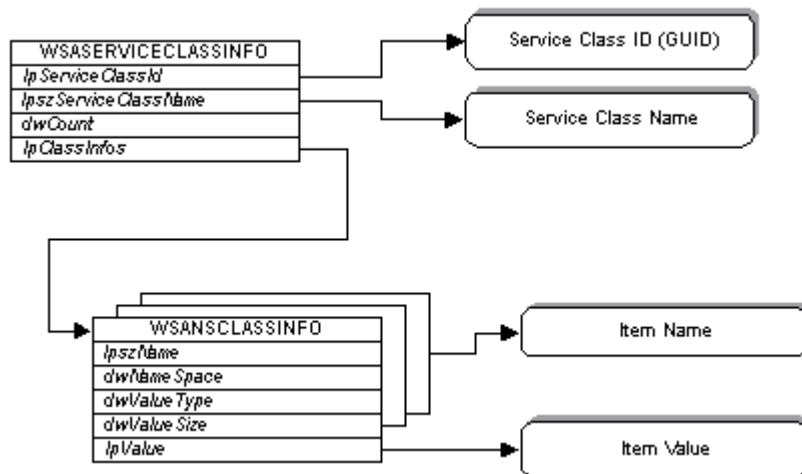 WSASERVICECLASSINFO
lpServiceClassId
lpszServiceClassName
dwCount
lpClassInfos
Service Class ID (GUID)
Service Class Name
WSANSCLASSINFO
lpszName
dwNameSpace
dwValueType
dwValueSize
lpValue
Item Name
Item Value